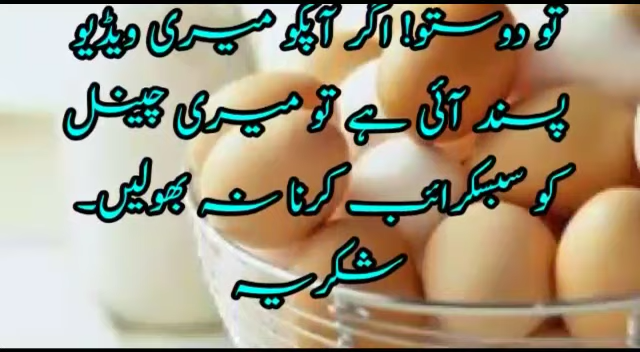 تو دوستو! اگر آپکو میری ویڈیو
پسند آئی ہے تو میری چینل
کو سبسکرائب کرنا نہ بھولیں۔
شکریہ